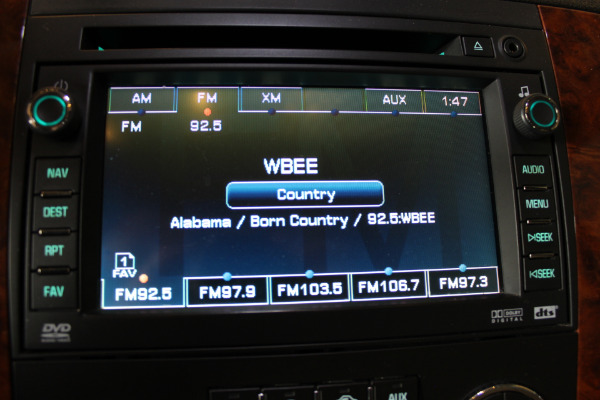 AM FM XM AUX 1:47
FM 92.5
WBEE
Country
Alabama / Born Country / 92.5:WBEE
1
FAV
FM92.5 FM97.9 FM103.5 FM106.7 FM97.3
NAV
DEST
RPT
FAV
AUDIO
MENU
SEEK
SEEK
DVD
DOLBY
DIGITAL
dts
AUX